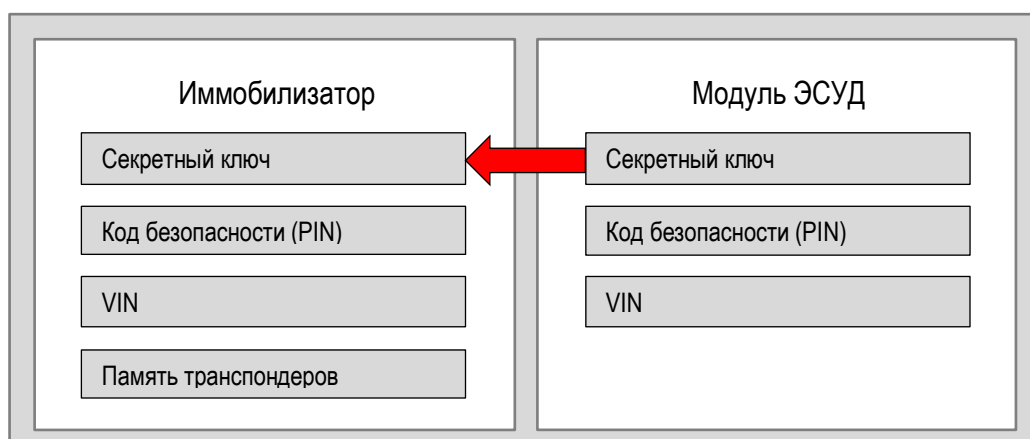 Иммобилизатор
Секретный ключ
Код безопасности (PIN)
VIN
Память транспондеров
Модуль ЭСУД
Секретный ключ
Код безопасности (PIN)
VIN